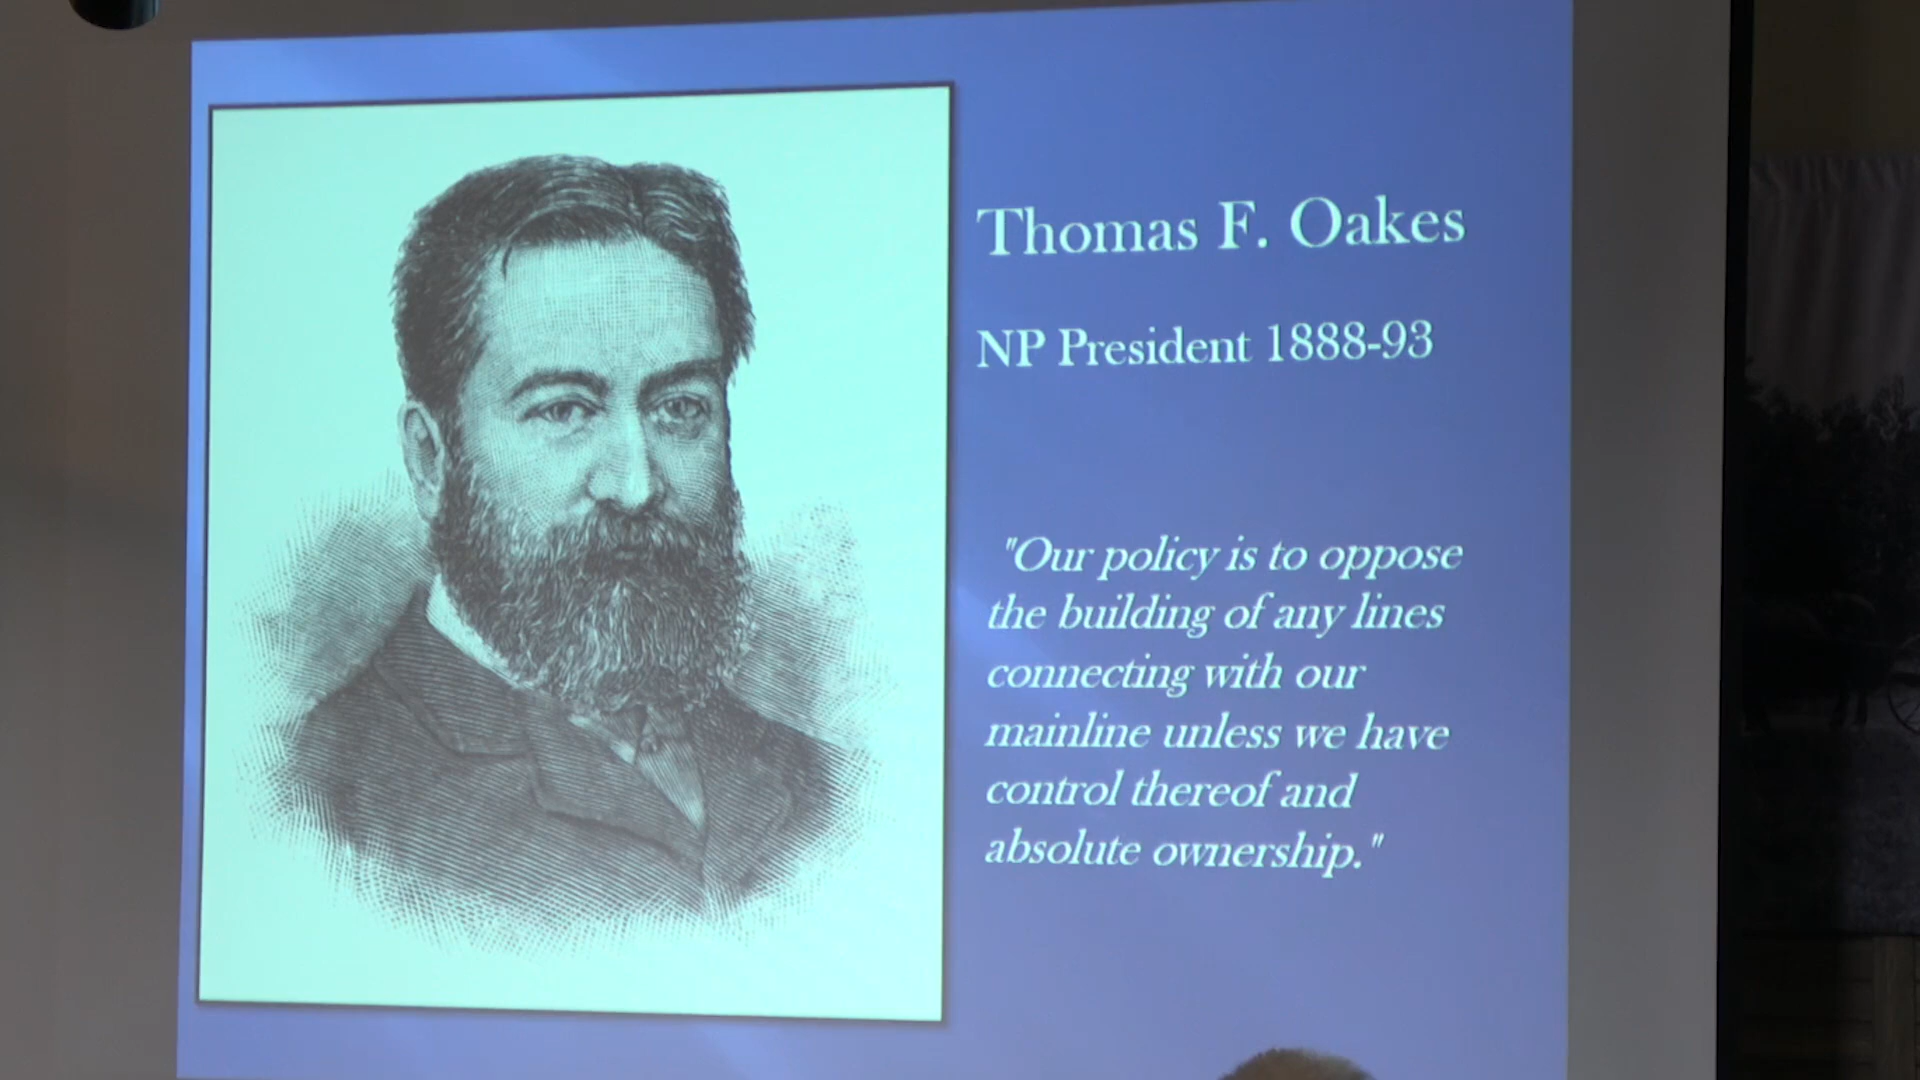 Thomas F. Oakes
NP President 1888-93
"Our policy is to oppose
the building of any lines
connecting with our
mainline unless we have
control thereof and
absolute ownership."